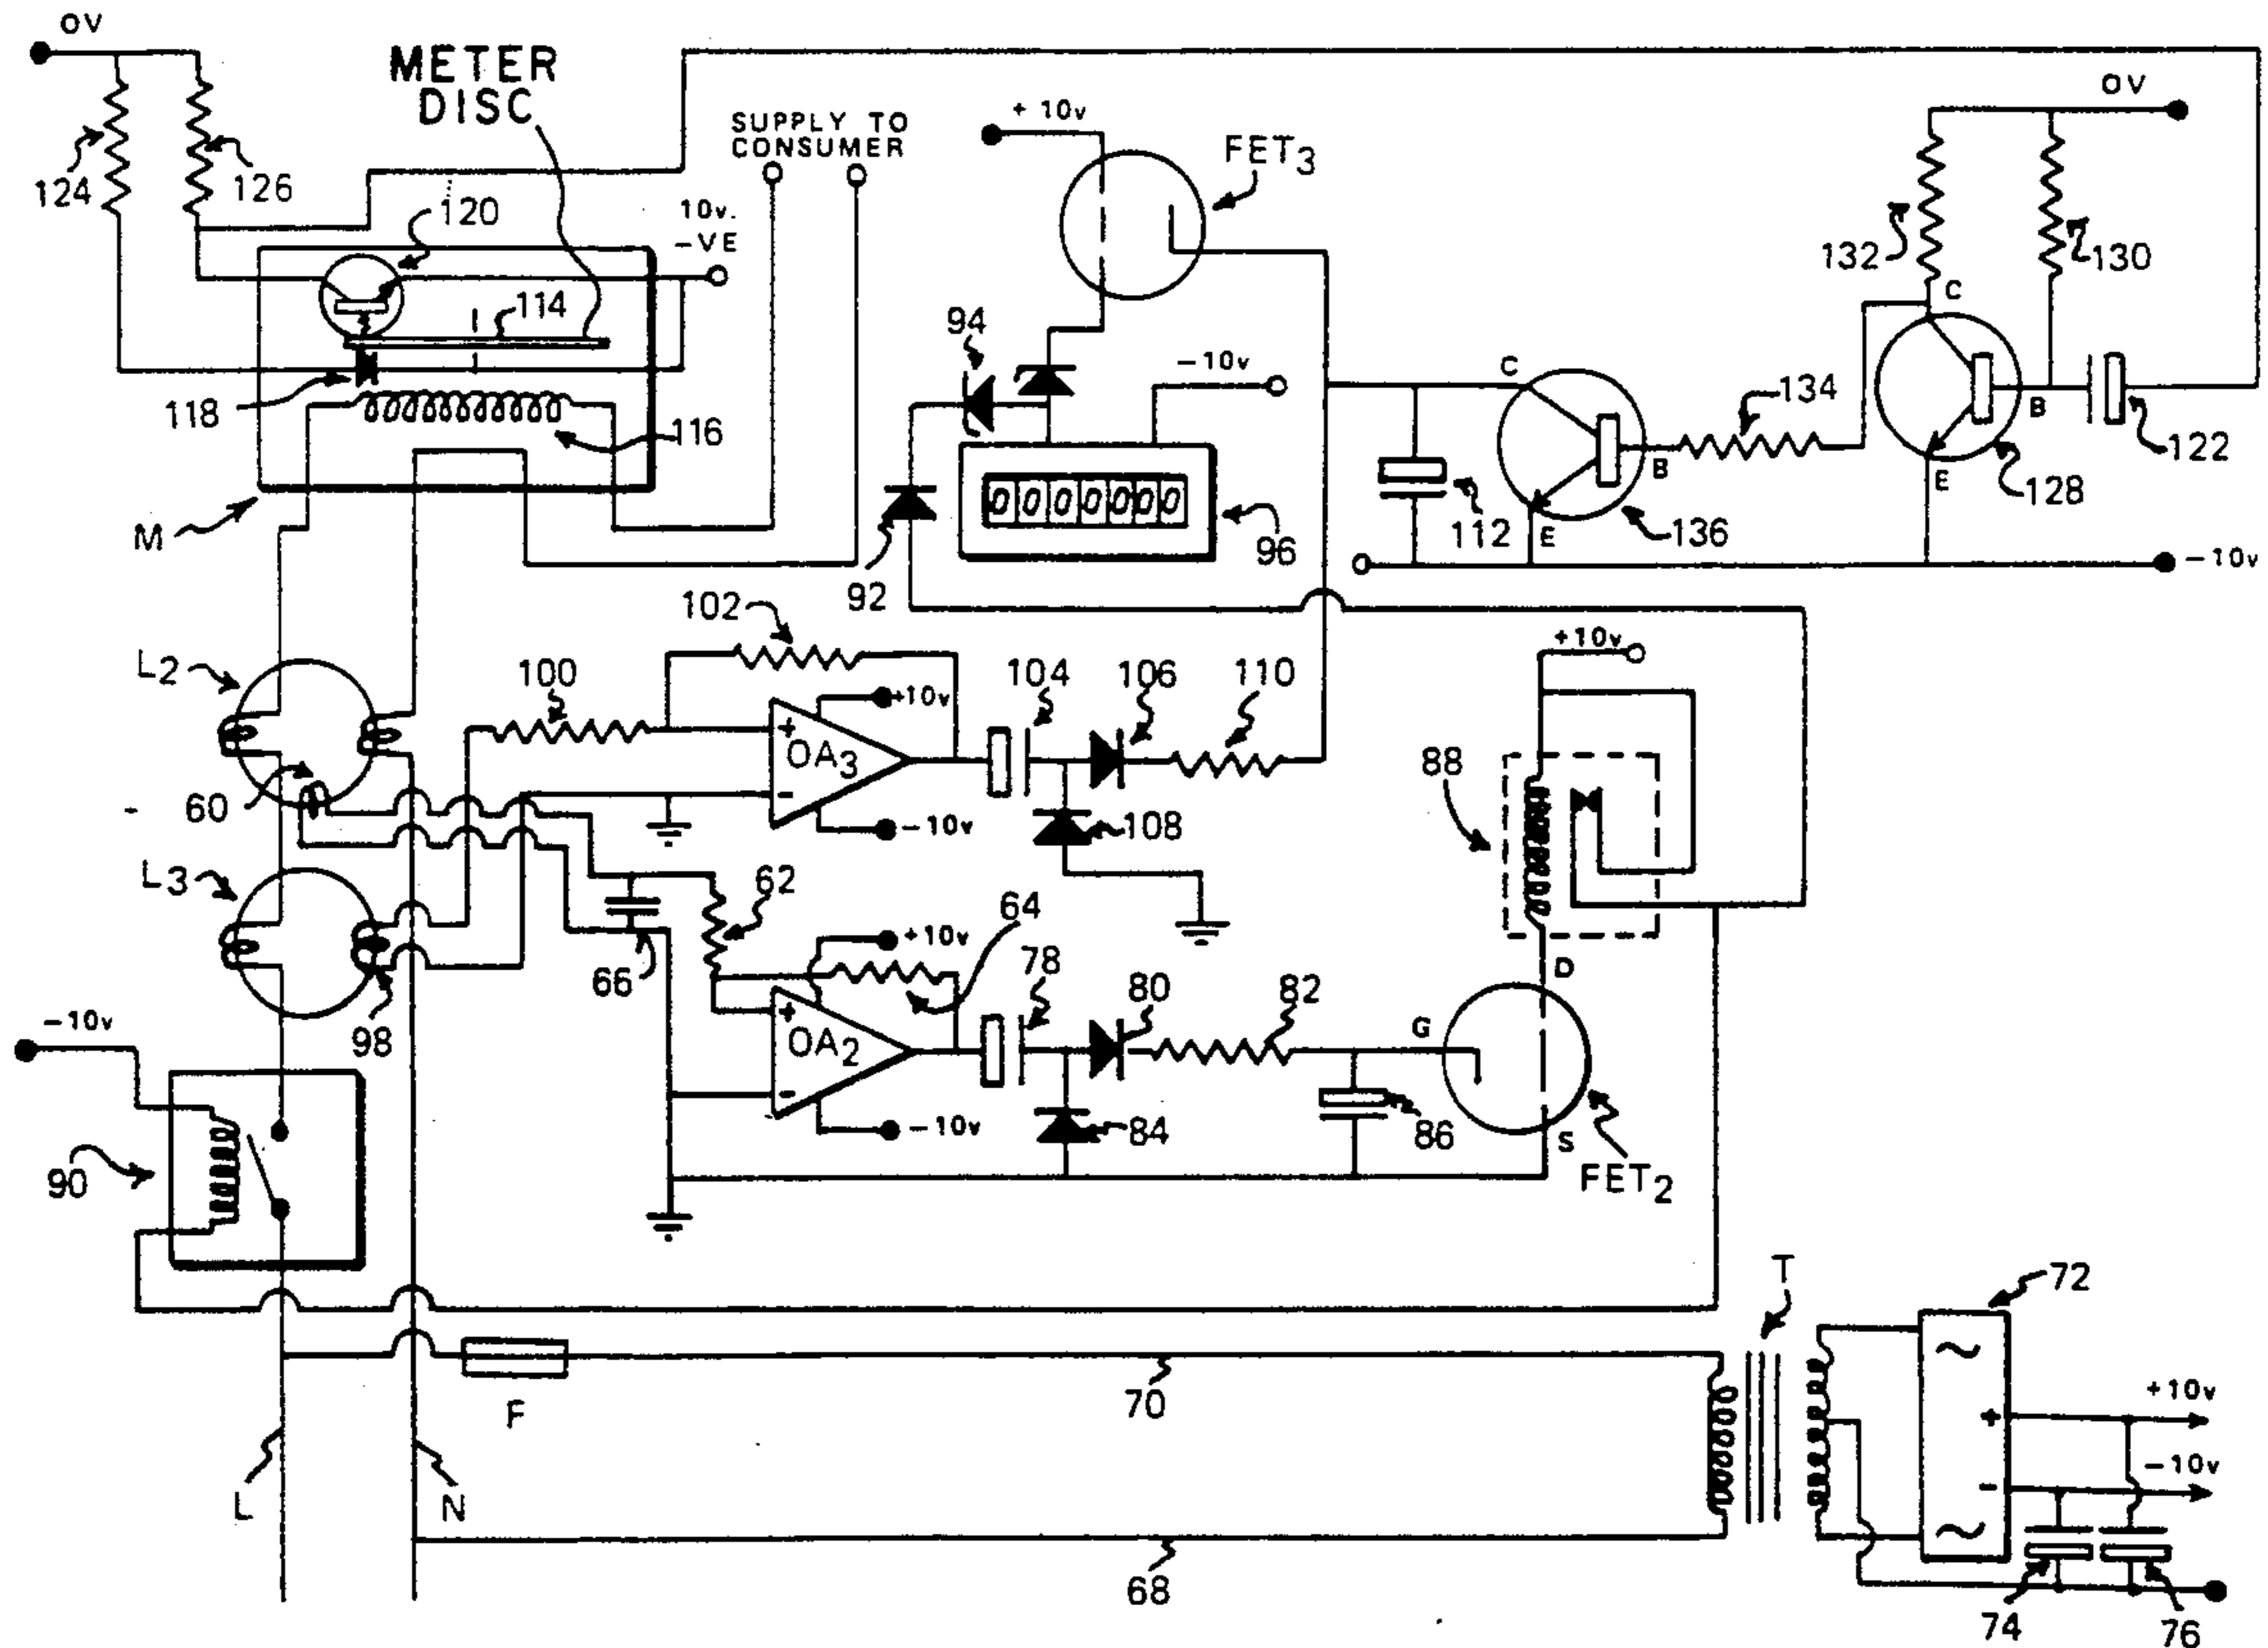 0V
METER
DISC
SUPPLY TO
CONSUMER
+ 10v
FET3
0V
124
126
120
10v.
-VE
132
130
114
94
-10v
C
C
134
118
116
B
B
122
E
128
M
0000000
96
112
E
136
-10v
92
102
+10v
L2
100
104
106
110
+10v
OA3
+
-
88
60
-10v
108
L3
62
64
+10v
66
78
80
82
D
-10v
98
OA2
+
-
G
90
-10v
84
86
S
FET2
T
72
F
70
~
+
-
~
+10v
-10v
L
N
68
74
76